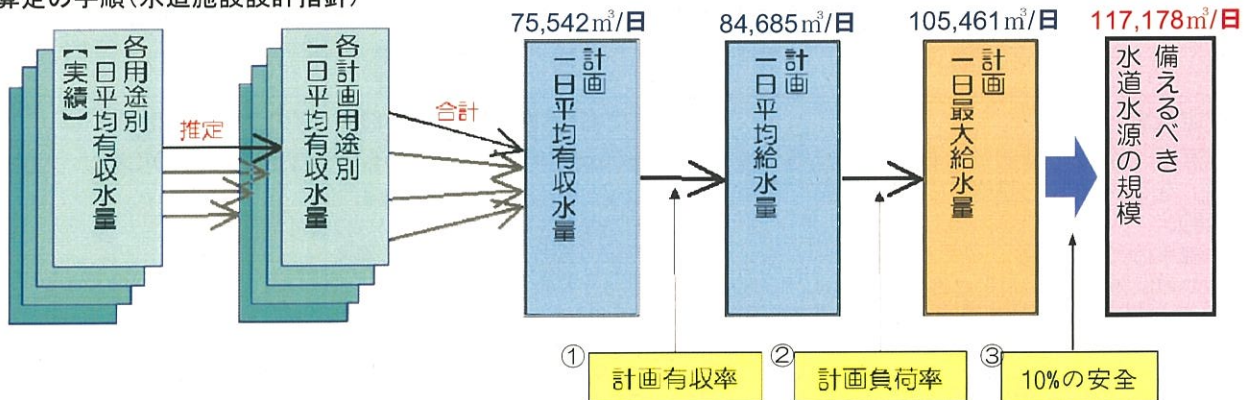 算定の手順(水道施設設計指針)
75,542㎥/日
84,685㎥/日
105,461㎥/日
117,178㎥/日
各用途別
一日平均有収水量
【実績】
推定
各計画用途別
一日平均有収水量
合計
計画
一日平均有収水量
計画
一日平均給水量
計画
一日最大給水量
備えるべき
水道水源の規模
①
計画有収率
②
計画負荷率
③
10%の安全